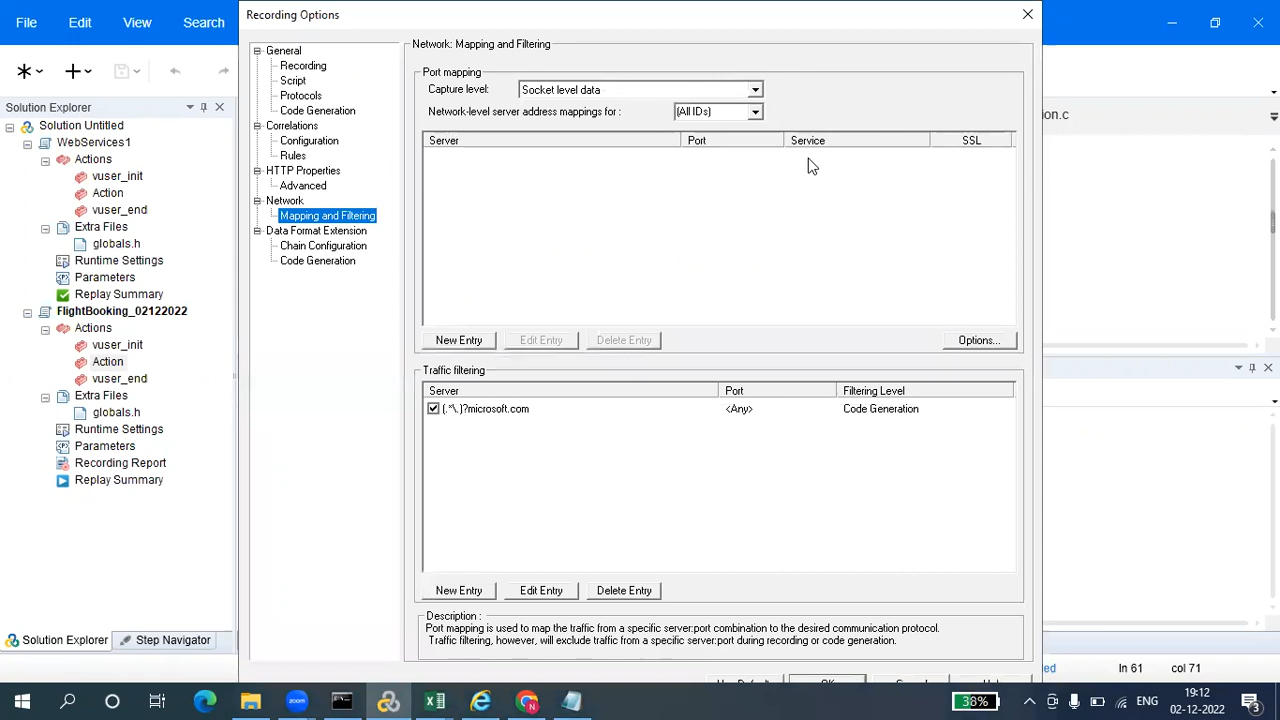 File Edit View Search
Recording Options
Solution Explorer
Solution Untitled
WebServices1
Actions
vuser_init
Action
vuser_end
Extra Files
globals.h
Runtime Settings
Parameters
Replay Summary
FlightBooking_02122022
Actions
vuser_init
Action
vuser_end
Extra Files
globals.h
Runtime Settings
Parameters
Recording Report
Replay Summary
Solution Explorer Step Navigator
General
Recording
Script
Protocols
Code Generation
Correlations
Configuration
Rules
HTTP Properties
Advanced
Network
Mapping and Filtering
Data Format Extension
Chain Configuration
Code Generation
Network: Mapping and Filtering
Port mapping
Capture level: Socket level data
Network-level server address mappings for : (All IDs)
Server Port Service SSL
New Entry Edit Entry Delete Entry Options...
Traffic filtering
Server Port Filtering Level
(.*\.)?microsoft.com <Any> Code Generation
New Entry Edit Entry Delete Entry
Description :
Port mapping is used to map the traffic from a specific server:port combination to the desired communication protocol.
Traffic filtering, however, will exclude traffic from a specific server:port during recording or code generation.
ion.c
ed ln 61 col 71
38% ENG 19:12
02-12-2022 3